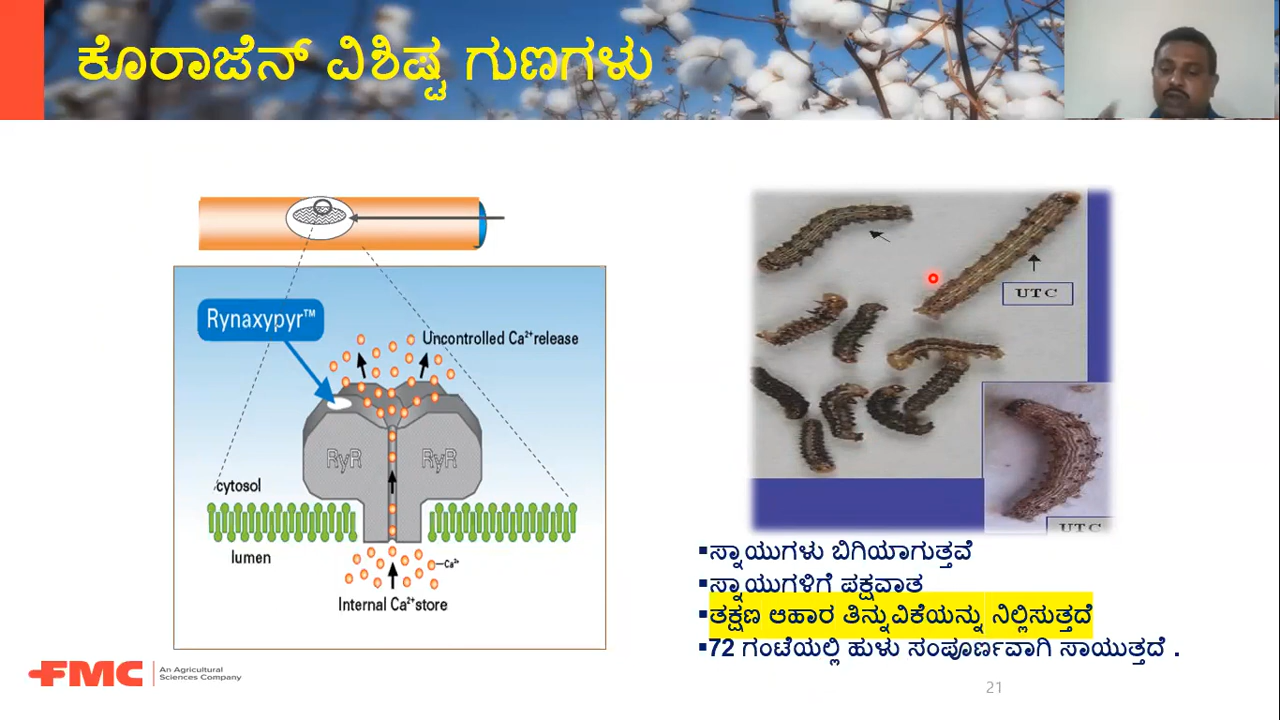 ಕೊರಾಜೆನ್ ವಿಶಿಷ್ಟ ಗುಣಗಳು
Rynaxypyr™
Uncontrolled Ca²⁺ release
RyR RyR
cytosol
lumen
Ca²⁺
Internal Ca²⁺ store
UTC
UTC
▪ಸ್ನಾಯುಗಳು ಬಿಗಿಯಾಗುತ್ತವೆ
▪ಸ್ನಾಯುಗಳಿಗೆ ಪಕ್ಷವಾತ
▪ತಕ್ಷಣ ಆಹಾರ ತಿನ್ನುವಿಕೆಯನ್ನು ನಿಲ್ಲಿಸುತ್ತದೆ
▪72 ಗಂಟೆಯಲ್ಲಿ ಹುಳು ಸಂಪೂರ್ಣವಾಗಿ ಸಾಯುತ್ತದೆ .
FMC
An Agricultural
Sciences Company
21